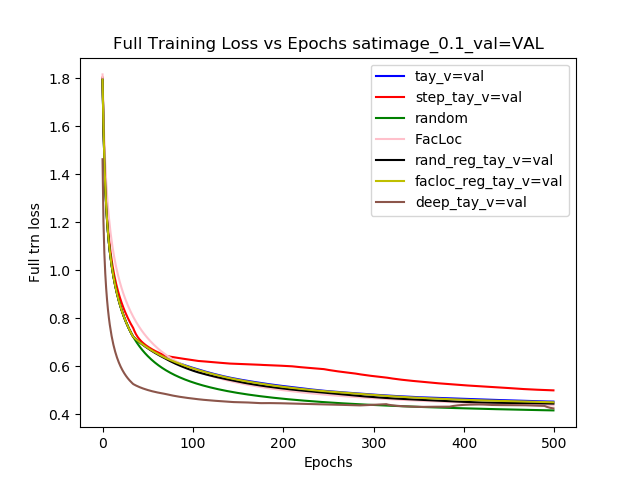 Full Training Loss vs Epochs satimage_0.1_val=VAL
Full trn loss
1.8
1.6
1.4
1.2
1.0
0.8
0.6
0.4
tay_v=val
step_tay_v=val
random
FacLoc
rand_reg_tay_v=val
facloc_reg_tay_v=val
deep_tay_v=val
0 100 200 300 400 500
Epochs